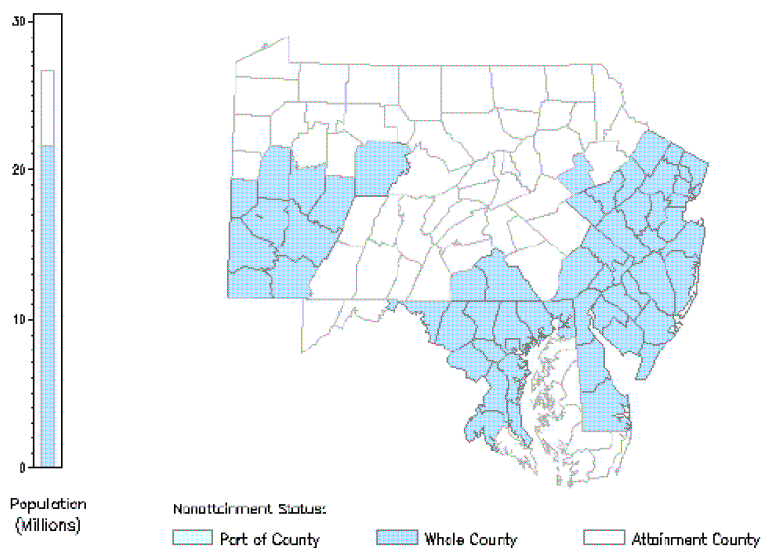 30
20
10
0
Population
(Millions)
Nonattainment Status:
Part of County
Whole County
Attainment County